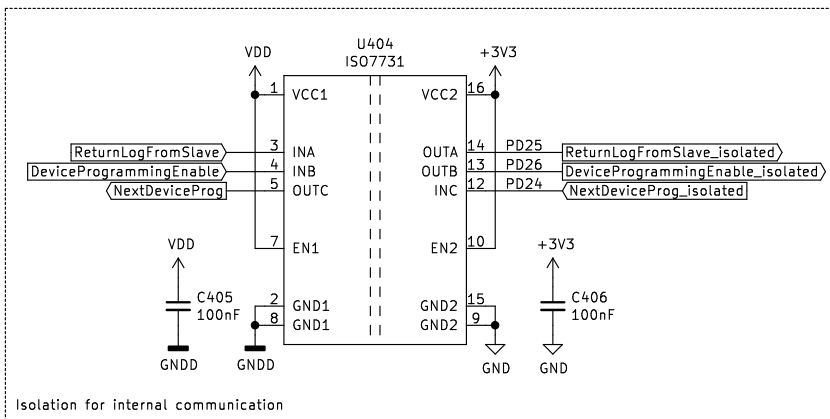 U404
ISO7731
VDD
+3V3
1 VCC1 VCC2 16
ReturnLogFromSlave 3 INA OUTA 14 PD25 ReturnLogFromSlave_isolated
DeviceProgrammingEnable 4 INB OUTB 13 PD26 DeviceProgrammingEnable_isolated
NextDeviceProg 5 OUTC INC 12 PD24 NextDeviceProg_isolated
VDD 7 EN1 EN2 10 +3V3
C405
100nF
2 GND1 GND2 15
8 GND1 GND2 9
C406
100nF
GNDD GNDD GND GND
Isolation for internal communication